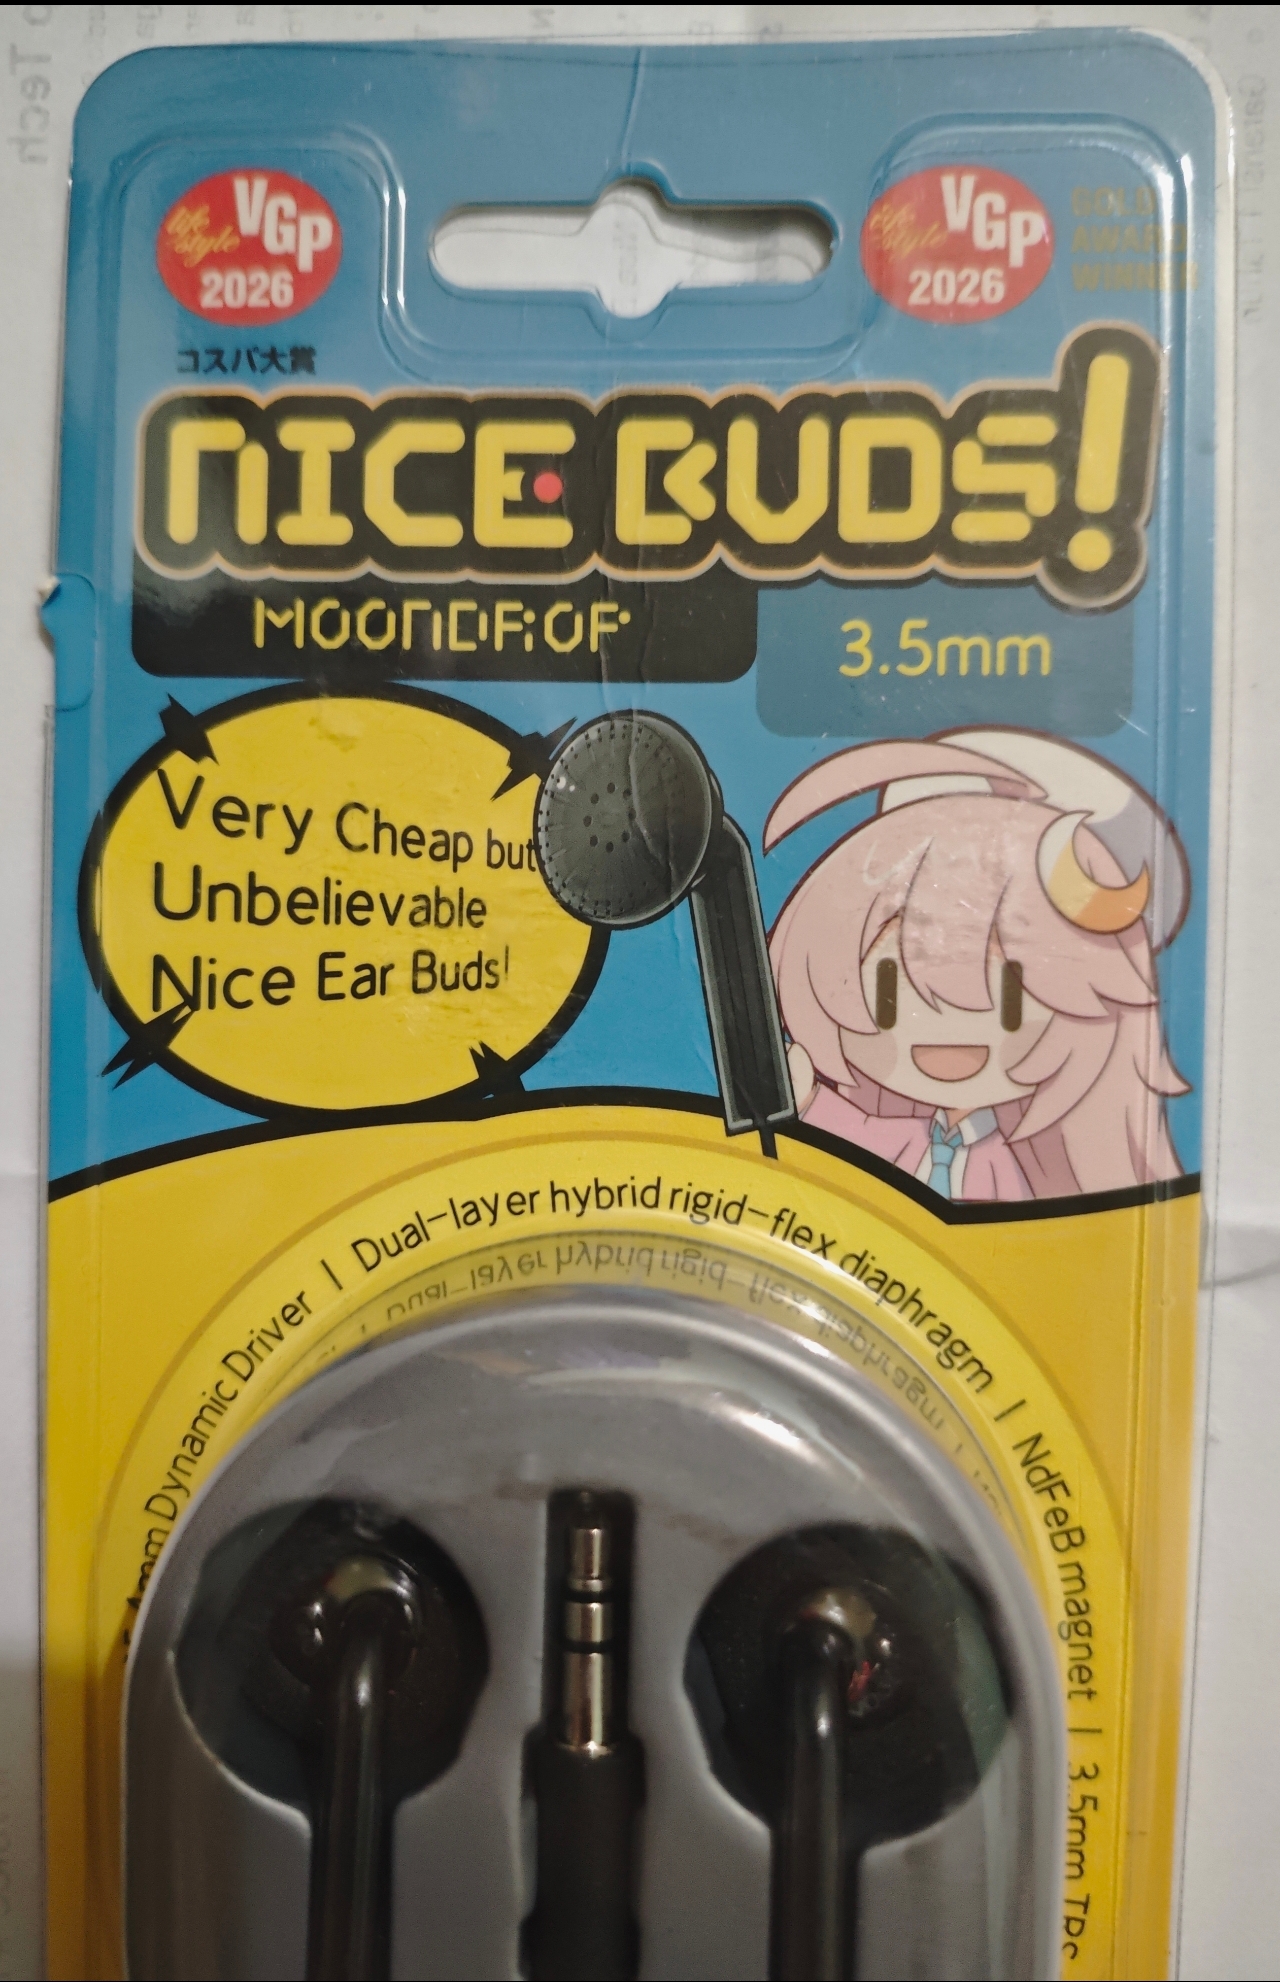 life style VGP 2026
コスパ大賞
life style VGP 2026
GOLD
AWARD
WINNER
NICE BUDS!
MOONDROP
3.5mm
Very Cheap but
Unbelievable
Nice Ear Buds!
mm Dynamic Driver | Dual-layer hybrid rigid-flex diaphragm | NdFeB magnet | 3.5mm TRS